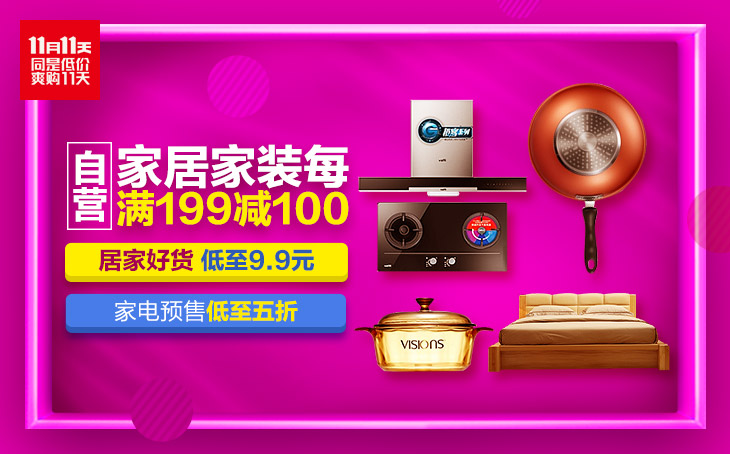 11月11天
同是低价
爽购11天
自营
家居家装每
满199减100
居家好货 低至9.9元
家电预售低至五折
VISIONS